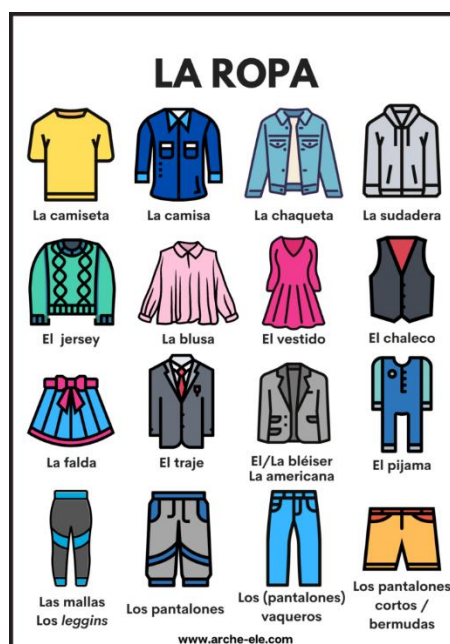 LA ROPA
La camiseta
La camisa
La chaqueta
La sudadera
El jersey
La blusa
El vestido
El chaleco
La falda
El traje
El/La bléiser
La americana
El pijama
Las mallas
Los leggins
Los pantalones
Los (pantalones)
vaqueros
Los pantalones
cortos /
bermudas
www.arche-ele.com